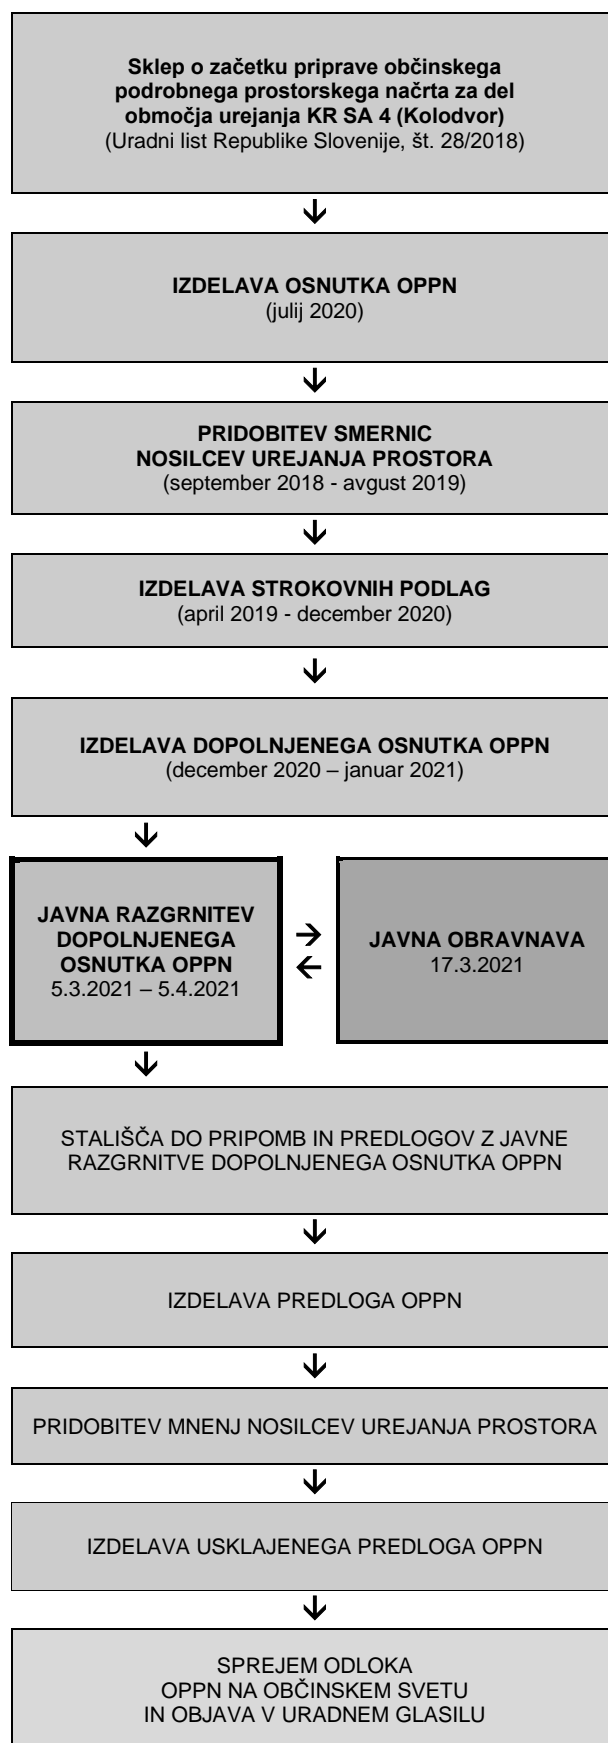 Sklep o začetku priprave občinskega
podrobnega prostorskega načrta za del
območja urejanja KR SA 4 (Kolodvor)
(Uradni list Republike Slovenije, št. 28/2018)
IZDELAVA OSNUTKA OPPN
(julij 2020)
PRIDOBITEV SMERNIC
NOSILCEV UREJANJA PROSTORA
(september 2018 - avgust 2019)
IZDELAVA STROKOVNIH PODLAG
(april 2019 - december 2020)
IZDELAVA DOPOLNJENEGA OSNUTKA OPPN
(december 2020 – januar 2021)
JAVNA RAZGRNITEV
DOPOLNJENEGA
OSNUTKA OPPN
5.3.2021 – 5.4.2021
JAVNA OBRAVNAVA
17.3.2021
STALIŠČA DO PRIPOMB IN PREDLOGOV Z JAVNE
RAZGRNITVE DOPOLNJENEGA OSNUTKA OPPN
IZDELAVA PREDLOGA OPPN
PRIDOBITEV MNENJ NOSILCEV UREJANJA PROSTORA
IZDELAVA USKLAJENEGA PREDLOGA OPPN
SPREJEM ODLOKA
OPPN NA OBČINSKEM SVETU
IN OBJAVA V URADNEM GLASILU